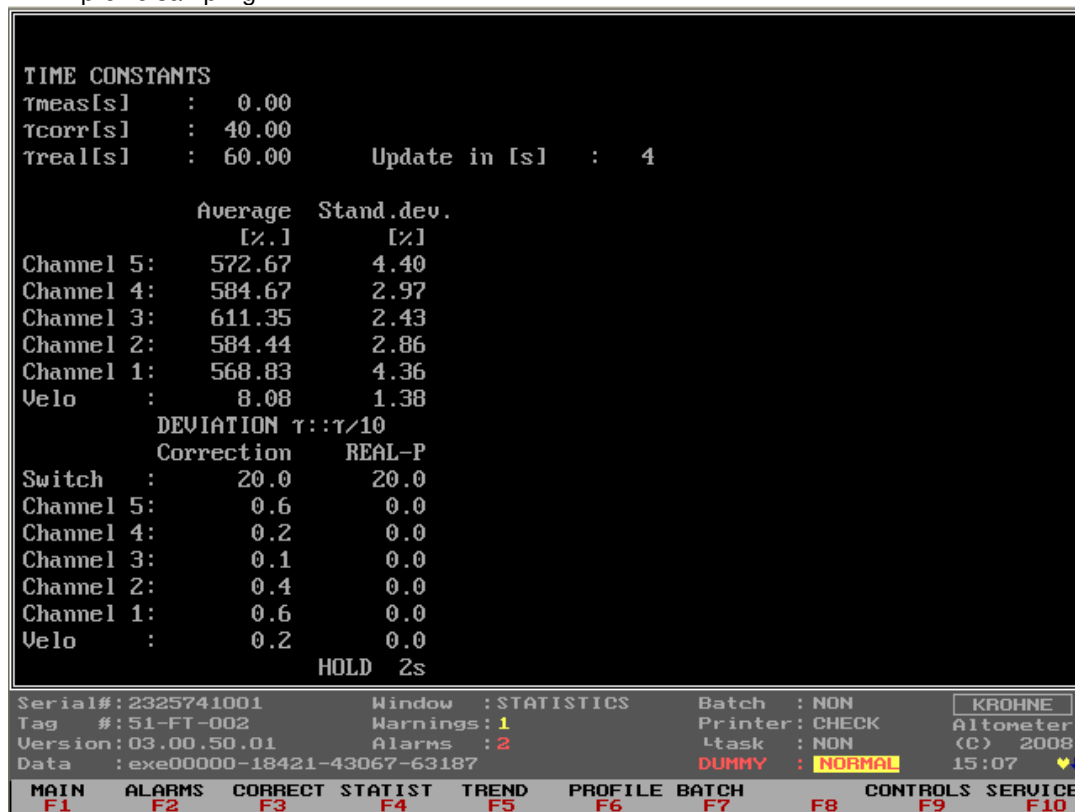 TIME CONSTANTS
τmeas[s] : 0.00
τcorr[s] : 40.00
τreal[s] : 60.00 Update in [s] : 4
Average Stand.dev.
[%.] [%]
Channel 5: 572.67 4.40
Channel 4: 584.67 2.97
Channel 3: 611.35 2.43
Channel 2: 584.44 2.86
Channel 1: 568.83 4.36
Velo : 8.08 1.38
DEVIATION τ::τ/10
Correction REAL-P
Switch : 20.0 20.0
Channel 5: 0.6 0.0
Channel 4: 0.2 0.0
Channel 3: 0.1 0.0
Channel 2: 0.4 0.0
Channel 1: 0.6 0.0
Velo : 0.2 0.0
HOLD 2s
Serial#:2325741001 Window :STATISTICS Batch :NON KROHNE
Tag #:51-FT-002 Warnings:1 Printer:CHECK Altometer
Version:03.00.50.01 Alarms :2 └task :NON (C) 2008
Data :exe00000-18421-43067-63187 DUMMY : NORMAL 15:07
MAIN ALARMS CORRECT STATIST TREND PROFILE BATCH CONTROLS SERVICE
F1 F2 F3 F4 F5 F6 F7 F8 F9 F10